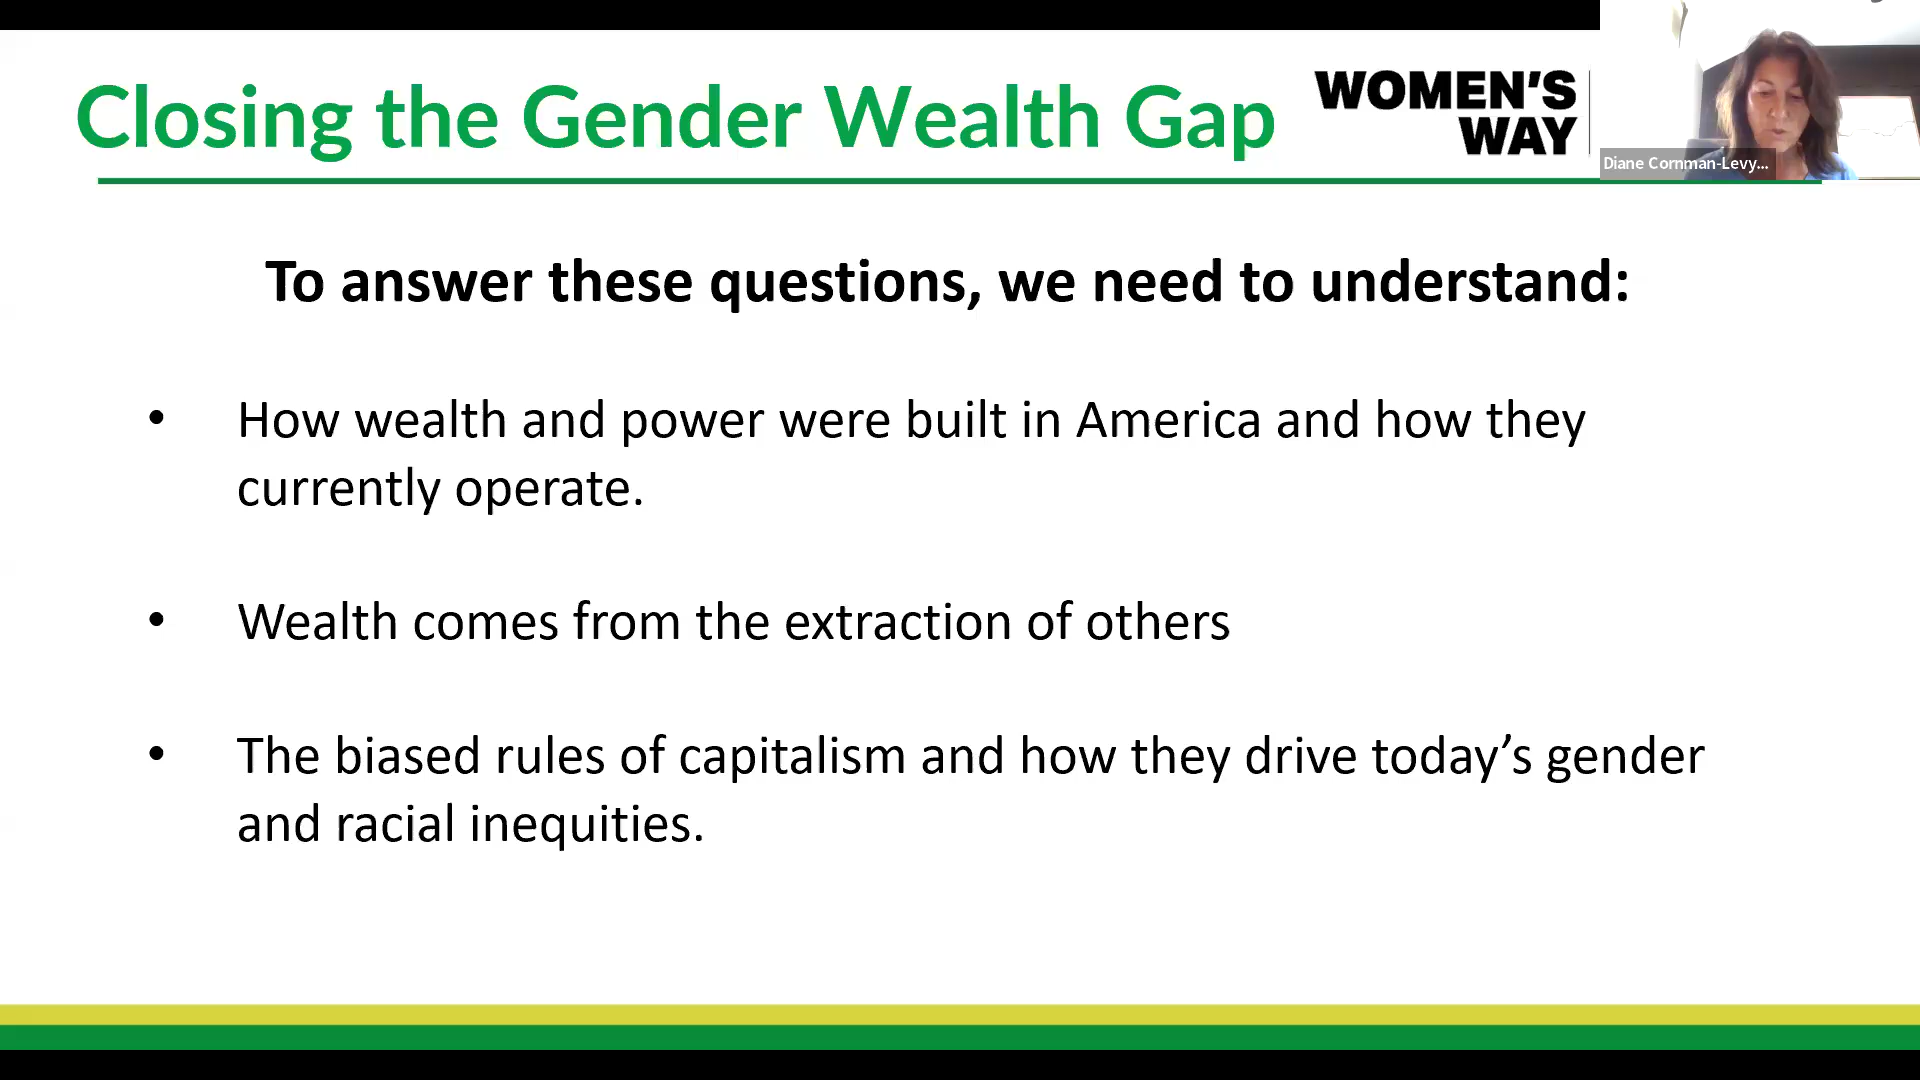 Closing the Gender Wealth Gap
WOMEN'S
WAY
Diane Cornman-Levy...
To answer these questions, we need to understand:
• How wealth and power were built in America and how they
currently operate.
• Wealth comes from the extraction of others
• The biased rules of capitalism and how they drive today’s gender
and racial inequities.